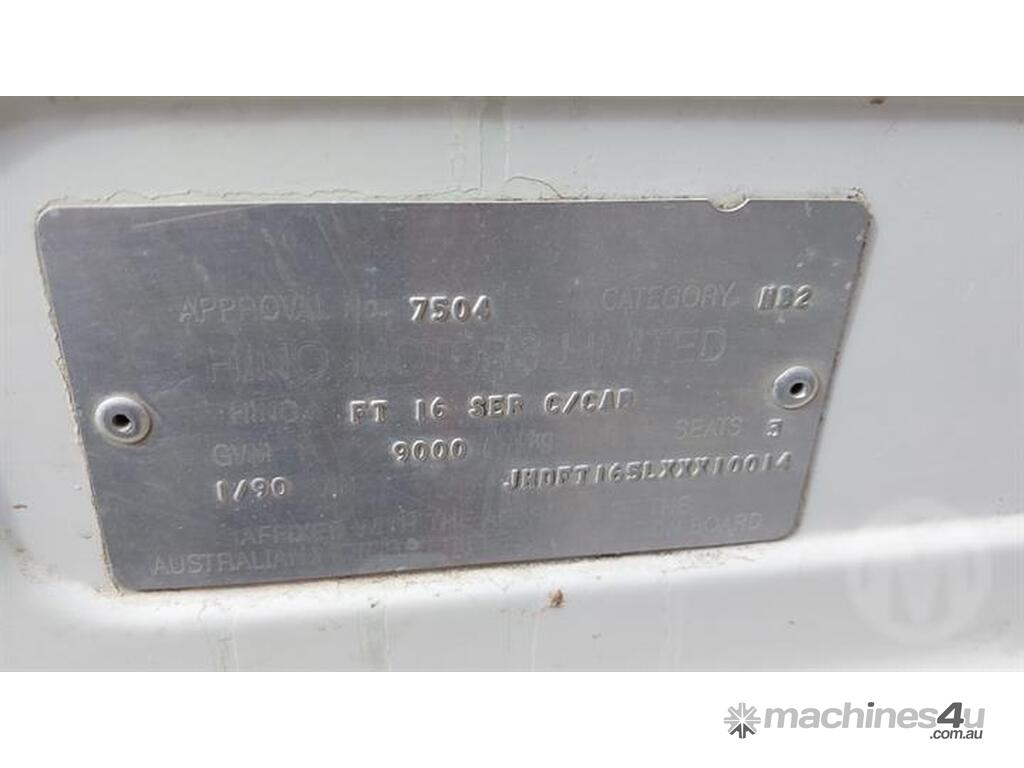 APPROVAL No. 7504 CATEGORY NB2
HINO MOTORS LIMITED
HINO FT 16 SER C/CAB
GVM 9000 kg SEATS 3
1/90 JHDFT165LXXX10014
AFFIXED WITH THE THE
AUSTRALIAN BOARD
machines4u
.com.au